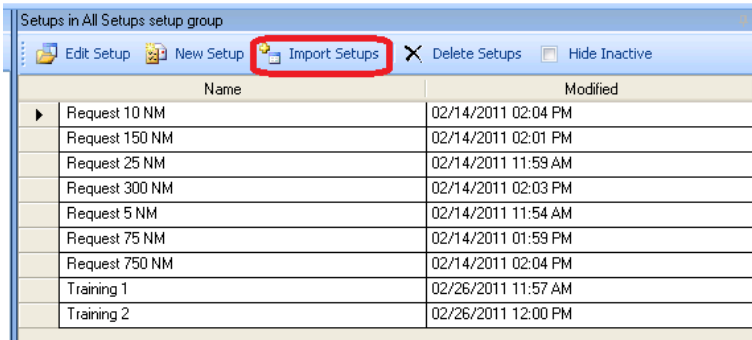 Setups in All Setups setup group
Edit Setup New Setup Import Setups Delete Setups Hide Inactive
Name Modified
Request 10 NM 02/14/2011 02:04 PM
Request 150 NM 02/14/2011 02:01 PM
Request 25 NM 02/14/2011 11:59 AM
Request 300 NM 02/14/2011 02:03 PM
Request 5 NM 02/14/2011 11:54 AM
Request 75 NM 02/14/2011 01:59 PM
Request 750 NM 02/14/2011 02:04 PM
Training 1 02/26/2011 11:57 AM
Training 2 02/26/2011 12:00 PM